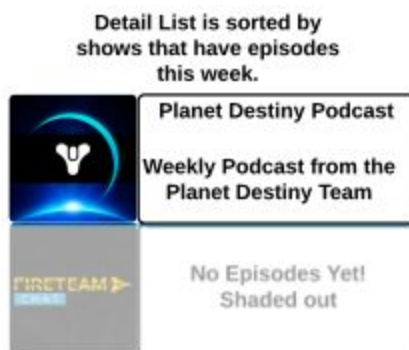 Detail List is sorted by
shows that have episodes
this week.
Planet Destiny Podcast
Weekly Podcast from the
Planet Destiny Team
FIRETEAM
CHAT
No Episodes Yet!
Shaded out